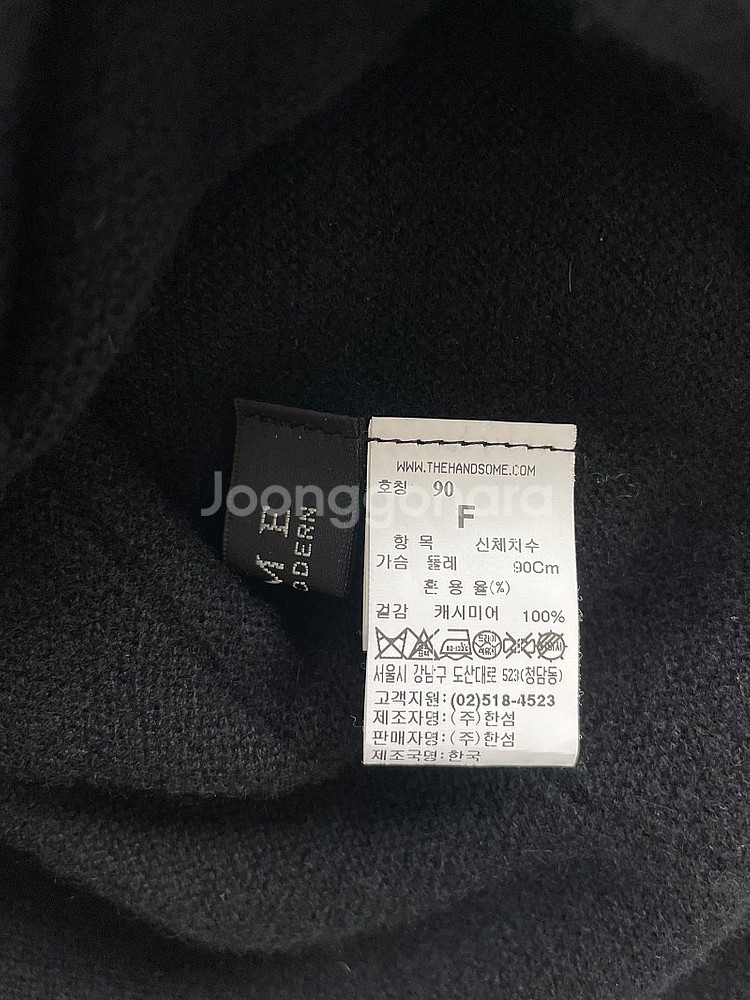 Joonggonara
M E
ODERN
WWW.THEHANDSOME.COM
호칭 90
F
항 목 신체치수
가슴 둘레 90Cm
혼 용 율(%)
겉감 캐시미어 100%
서울시 강남구 도산대로 523(청담동)
고객지원: (02)518-4523
제조자명: (주)한섬
판매자명: (주)한섬
제조국명: 한국